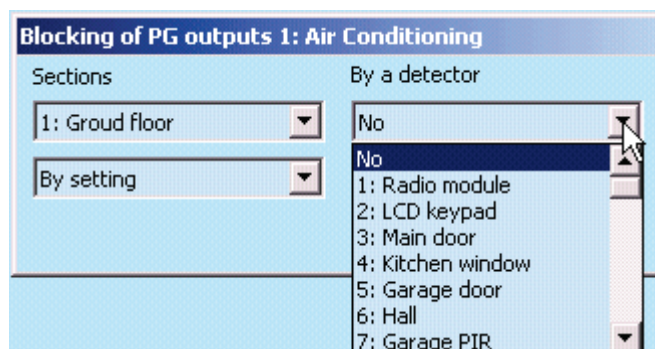 Blocking of PG outputs 1: Air Conditioning
Sections
By a detector
1: Groud floor
No
By setting
No
1: Radio module
2: LCD keypad
3: Main door
4: Kitchen window
5: Garage door
6: Hall
7: Garage PIR